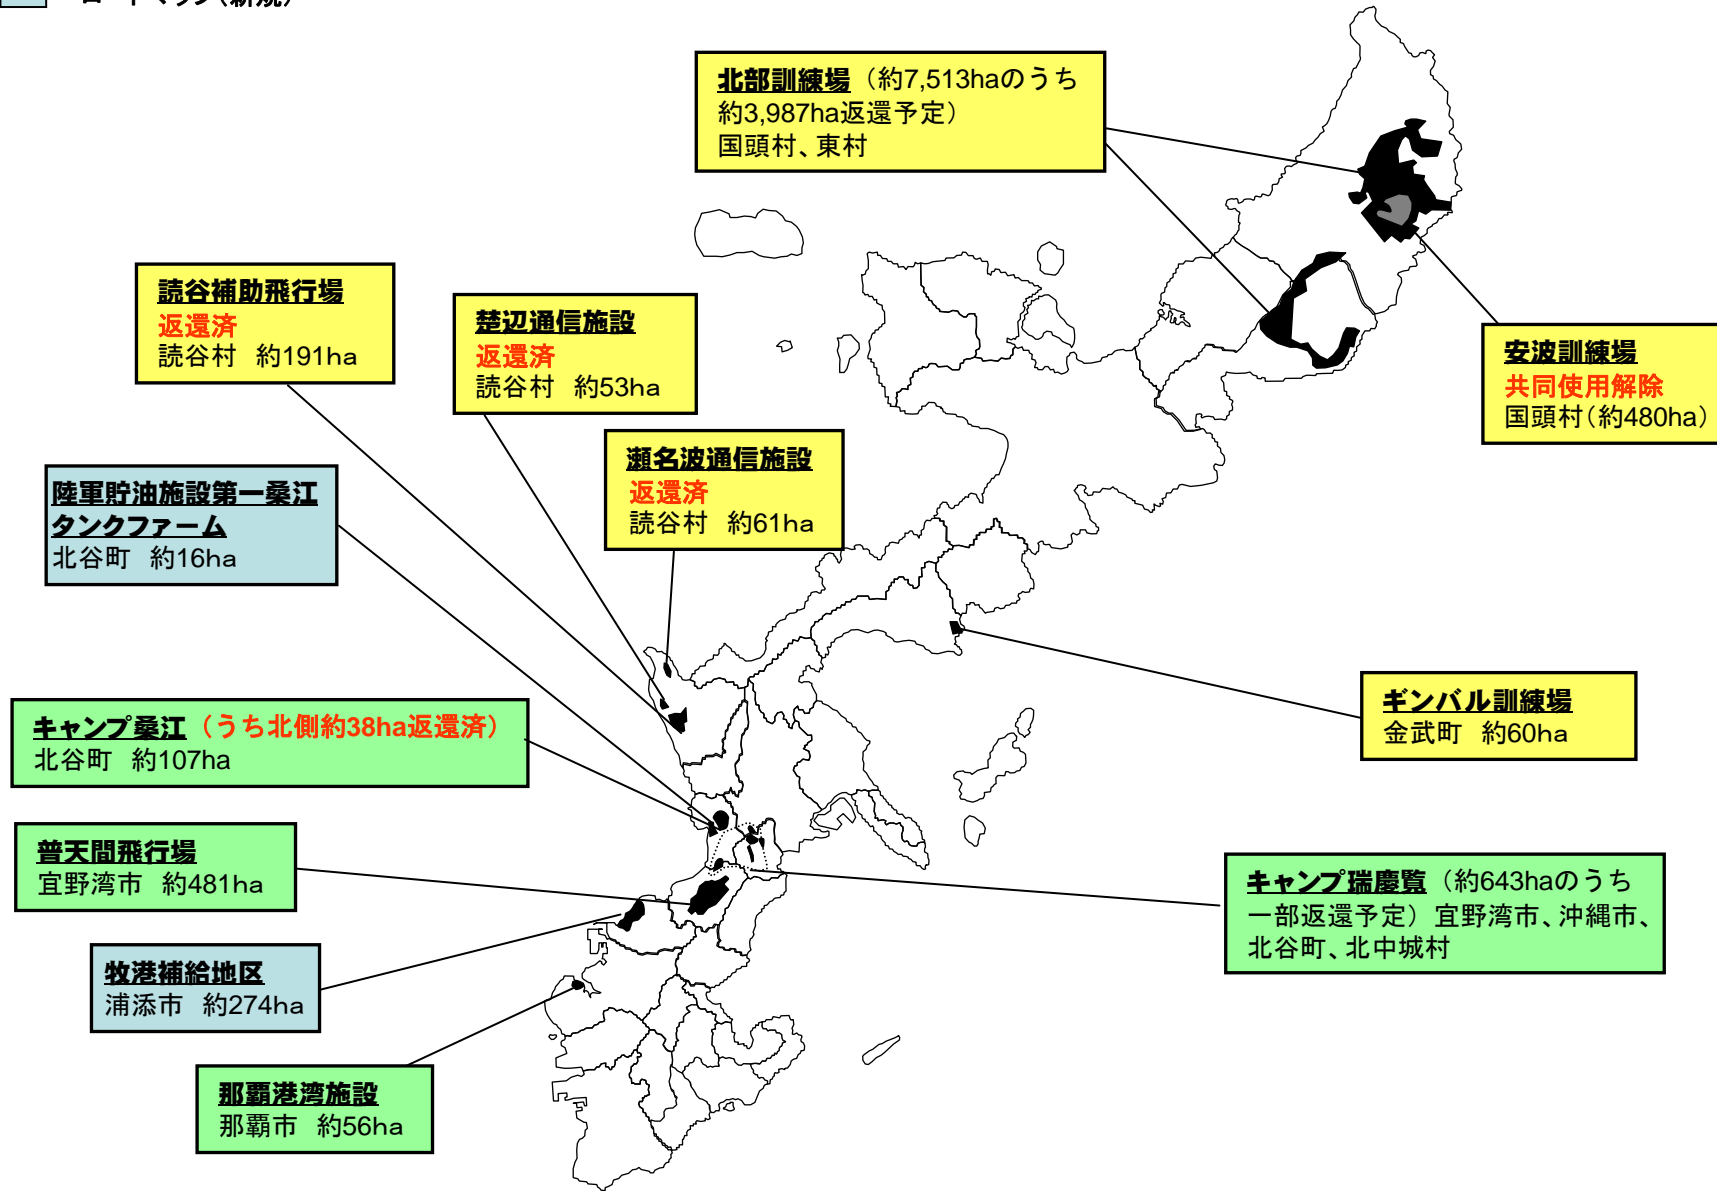 北部訓練場（約7,513haのうち
約3,987ha返還予定）
国頭村、東村
読谷補助飛行場
返還済
読谷村　約191ha
楚辺通信施設
返還済
読谷村　約53ha
安波訓練場
共同使用解除
国頭村（約480ha）
瀬名波通信施設
返還済
読谷村　約61ha
陸軍貯油施設第一桑江
タンクファーム
北谷町　約16ha
ギンバル訓練場
金武町　約60ha
キャンプ桑江（うち北側約38ha返還済）
北谷町　約107ha
普天間飛行場
宜野湾市　約481ha
キャンプ瑞慶覧（約643haのうち
一部返還予定）宜野湾市、沖縄市、
北谷町、北中城村
牧港補給地区
浦添市　約274ha
那覇港湾施設
那覇市　約56ha